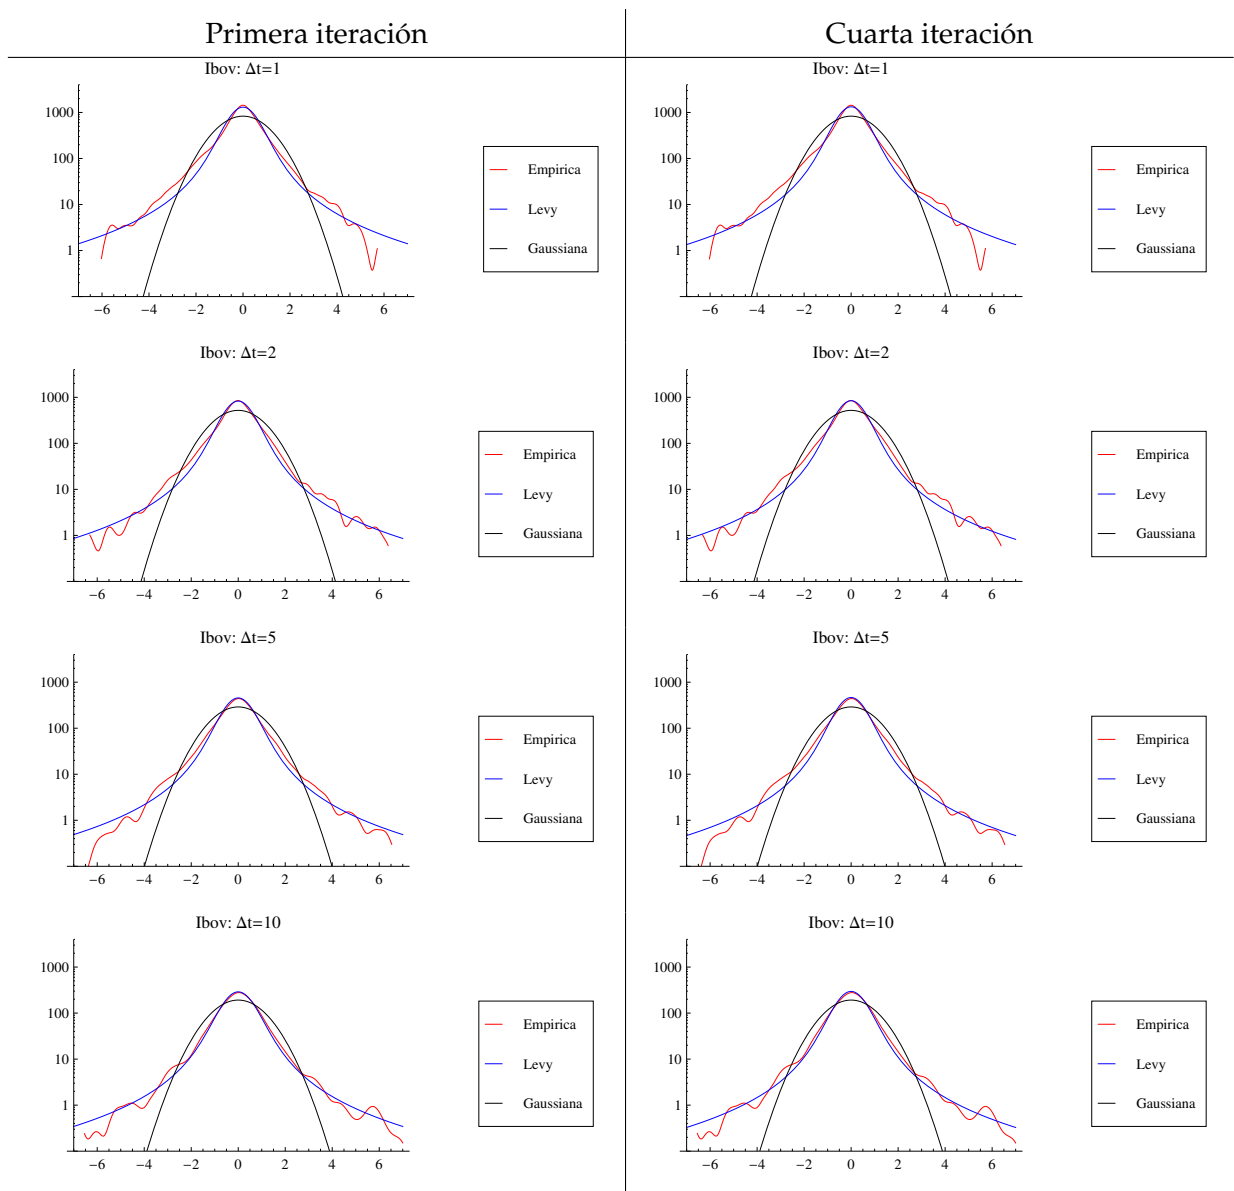 Primera iteración
Cuarta iteración
Ibov: Δt=1
1000
100
10
1
−6 −4 −2 0 2 4 6
Empirica
Levy
Gaussiana
Ibov: Δt=1
1000
100
10
1
−6 −4 −2 0 2 4 6
Empirica
Levy
Gaussiana
Ibov: Δt=2
1000
100
10
1
−6 −4 −2 0 2 4 6
Empirica
Levy
Gaussiana
Ibov: Δt=2
1000
100
10
1
−6 −4 −2 0 2 4 6
Empirica
Levy
Gaussiana
Ibov: Δt=5
1000
100
10
1
−6 −4 −2 0 2 4 6
Empirica
Levy
Gaussiana
Ibov: Δt=5
1000
100
10
1
−6 −4 −2 0 2 4 6
Empirica
Levy
Gaussiana
Ibov: Δt=10
1000
100
10
1
−6 −4 −2 0 2 4 6
Empirica
Levy
Gaussiana
Ibov: Δt=10
1000
100
10
1
−6 −4 −2 0 2 4 6
Empirica
Levy
Gaussiana